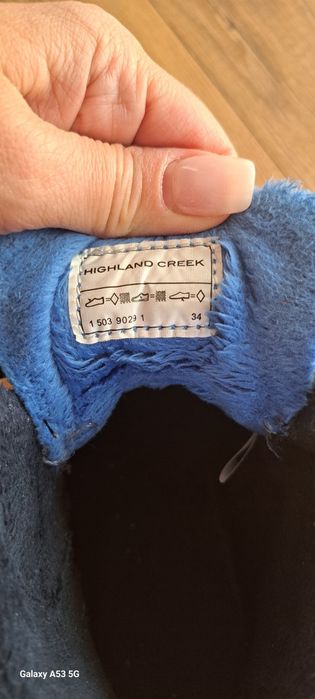 HIGHLAND CREEK
1 503 9029 1 34
Galaxy A53 5G